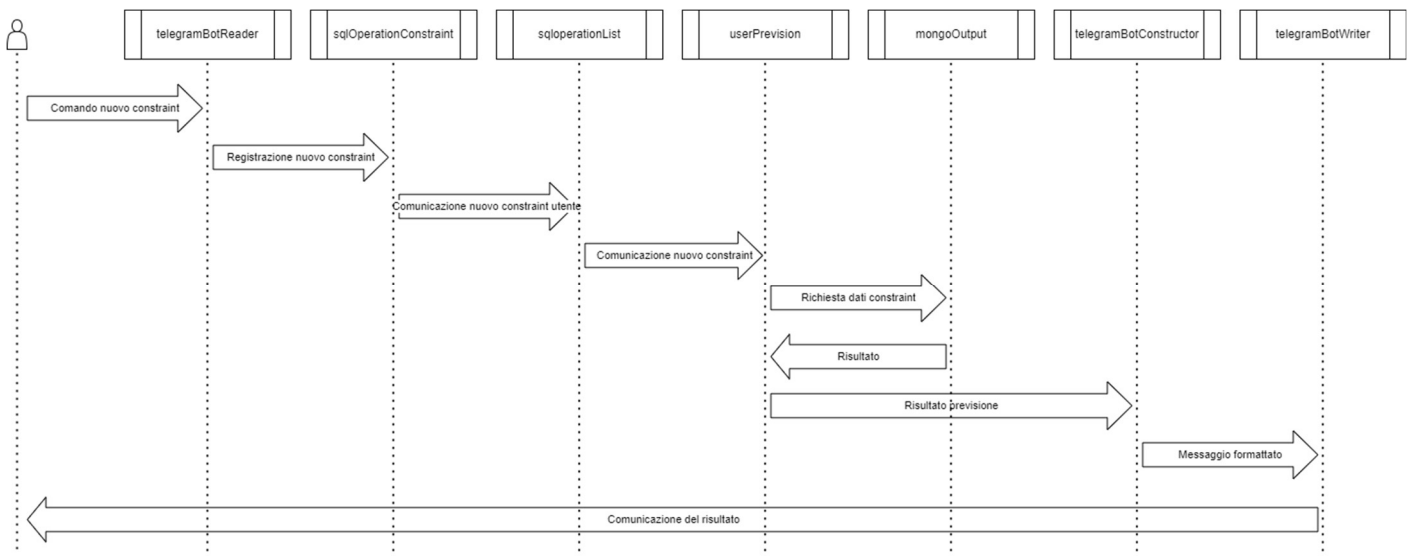 telegramBotReader
sqlOperationConstraint
sqloperationList
userPrevision
mongoOutput
telegramBotConstructor
telegramBotWriter
Comando nuovo constraint
Registrazione nuovo constraint
Comunicazione nuovo constraint utente
Comunicazione nuovo constraint
Richiesta dati constraint
Risultato
Risultato previsione
Messaggio formattato
Comunicazione del risultato